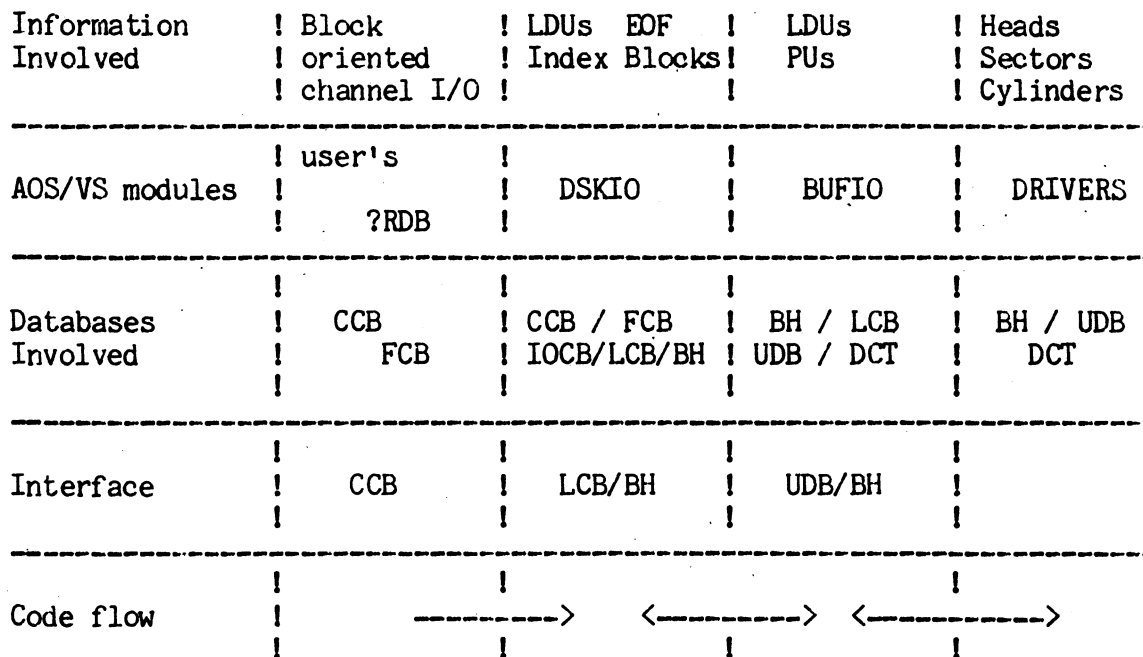 Information ! Block ! LDUs EOF ! LDUs ! Heads
Involved ! oriented ! Index Blocks! PUs ! Sectors
! channel I/O ! ! ! Cylinders
------------------------------------------------------------
! user's ! ! !
AOS/VS modules ! ! DSKIO ! BUFIO ! DRIVERS
! ?RDB ! ! !
------------------------------------------------------------
! ! ! !
Databases ! CCB ! CCB / FCB ! BH / LCB ! BH / UDB
Involved ! FCB ! IOCB/LCB/BH ! UDB / DCT ! DCT
! ! ! !
------------------------------------------------------------
! ! ! !
Interface ! CCB ! LCB/BH ! UDB/BH !
! ! ! !
------------------------------------------------------------
! ! !
Code flow ! ---------> <----------> <------------>
! ! ! !